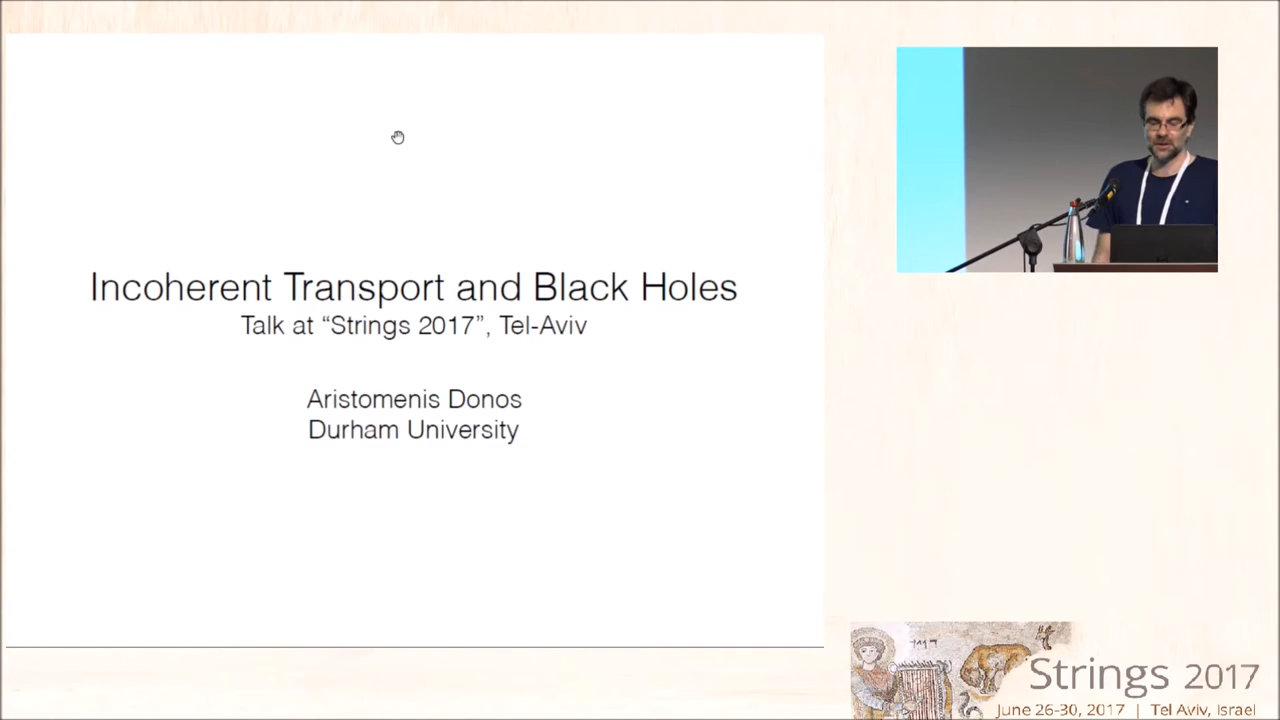 Incoherent Transport and Black Holes
Talk at “Strings 2017”, Tel-Aviv
Aristomenis Donos
Durham University
Strings 2017
June 26-30, 2017 | Tel Aviv, Israel